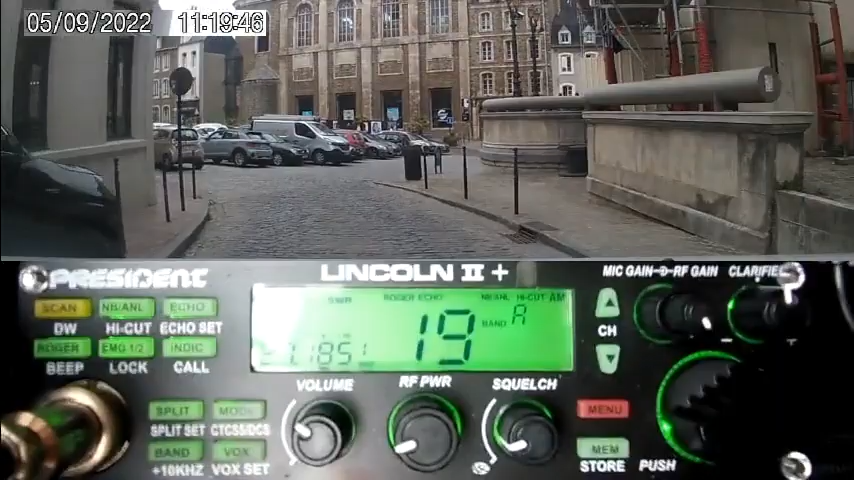 05/09/2022 11:19:46
PRESIDENT LINCOLN II + MIC GAIN RF GAIN CLARIFIER
SCAN NB/ANL ECHO
DW HI-CUT ECHO SET
ROGER EMG 1/2 INDIC
BEEP LOCK CALL
SWR ROGER ECHO NB/ANL HI-CUT AM
19 BAND A
CH
VOLUME RF PWR SQUELCH
SPLIT MODE
SPLIT SET CTCSS/DCS
BAND VOX
+10KHZ VOX SET
MENU
MEM
STORE PUSH